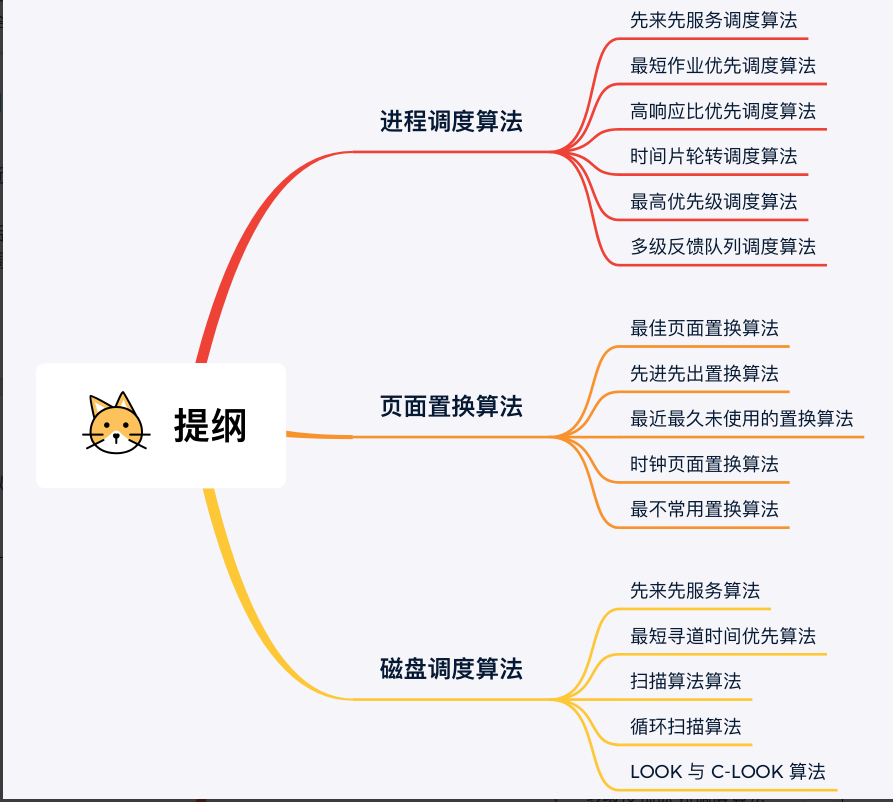 提纲
进程调度算法
先来先服务调度算法
最短作业优先调度算法
高响应比优先调度算法
时间片轮转调度算法
最高优先级调度算法
多级反馈队列调度算法
页面置换算法
最佳页面置换算法
先进先出置换算法
最近最久未使用的置换算法
时钟页面置换算法
最不常用置换算法
磁盘调度算法
先来先服务算法
最短寻道时间优先算法
扫描算法算法
循环扫描算法
LOOK 与 C-LOOK 算法